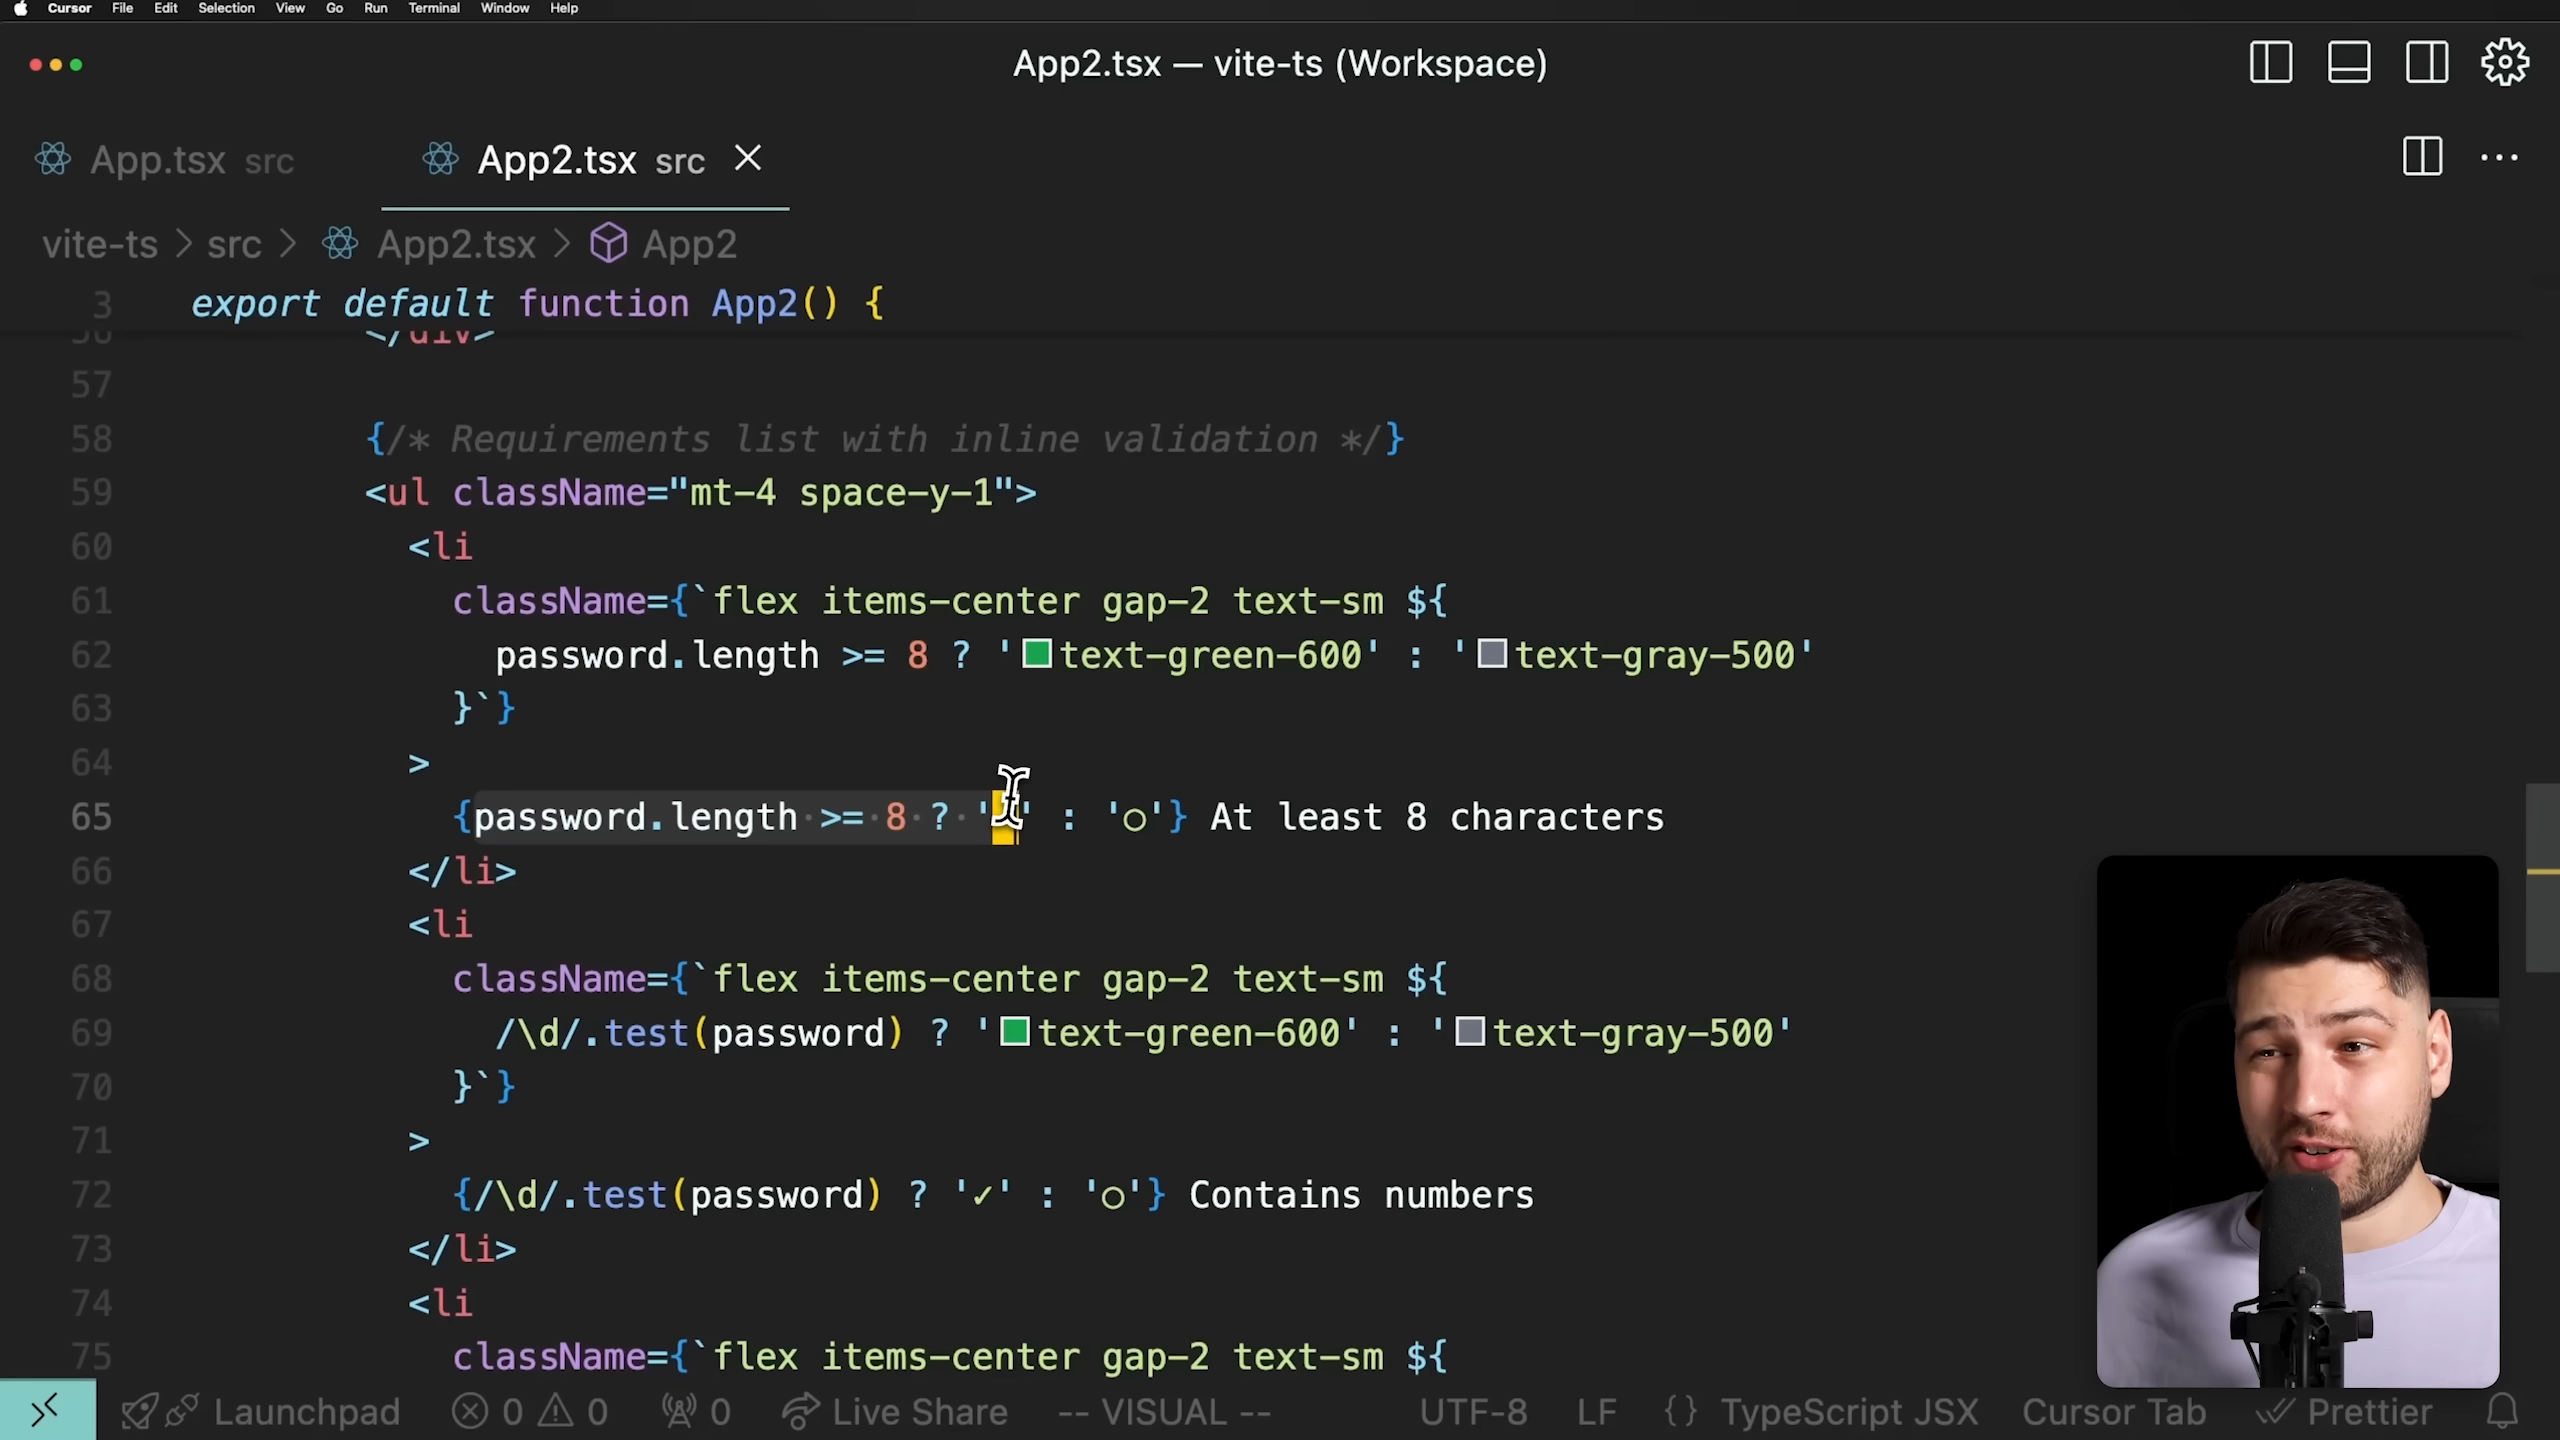 Cursor File Edit Selection View Go Run Terminal Window Help
App2.tsx — vite-ts (Workspace)
App.tsx src App2.tsx src
vite-ts > src > App2.tsx > App2
3 export default function App2() {
56 </div>
57
58 {/* Requirements list with inline validation */}
59 <ul className="mt-4 space-y-1">
60 <li
61 className={`flex items-center gap-2 text-sm ${
62 password.length >= 8 ? 'text-green-600' : 'text-gray-500'
63 }`}
64 >
65 {password.length >= 8 ? ' ' : '○'} At least 8 characters
66 </li>
67 <li
68 className={`flex items-center gap-2 text-sm ${
69 /\d/.test(password) ? 'text-green-600' : 'text-gray-500'
70 }`}
71 >
72 {/\d/.test(password) ? '✓' : '○'} Contains numbers
73 </li>
74 <li
75 className={`flex items-center gap-2 text-sm ${
Launchpad 0 0 0 Live Share -- VISUAL -- UTF-8 LF {} TypeScript JSX Cursor Tab Prettier